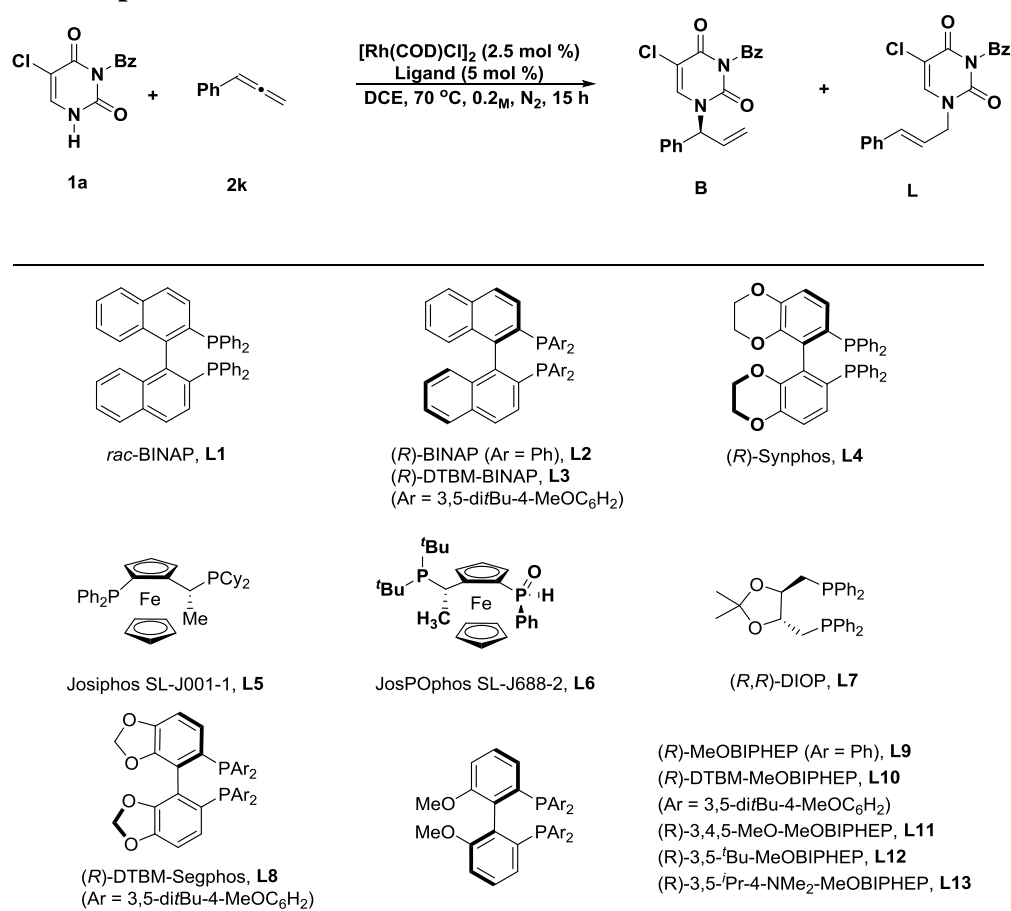 O
Cl
N
Bz
N
O
H
1a
+
Ph
2k
[Rh(COD)Cl]2 (2.5 mol %)
Ligand (5 mol %)
DCE, 70 °C, 0.2M, N2, 15 h
O
Cl
N
Bz
N
O
Ph
B
+
O
Cl
N
Bz
N
O
Ph
L
PPh2
PPh2
rac-BINAP, L1
PAr2
PAr2
(R)-BINAP (Ar = Ph), L2
(R)-DTBM-BINAP, L3
(Ar = 3,5-ditBu-4-MeOC6H2)
O
O
PPh2
O
PPh2
O
(R)-Synphos, L4
Ph2P
PCy2
Fe
Me
Josiphos SL-J001-1, L5
tBu
tBu
P
O
H3C
Fe
P
H
Ph
JosPOphos SL-J688-2, L6
O
O
PPh2
PPh2
(R,R)-DIOP, L7
O
O
PAr2
O
PAr2
O
(R)-DTBM-Segphos, L8
(Ar = 3,5-ditBu-4-MeOC6H2)
MeO
PAr2
MeO
PAr2
(R)-MeOBIPHEP (Ar = Ph), L9
(R)-DTBM-MeOBIPHEP, L10
(Ar = 3,5-ditBu-4-MeOC6H2)
(R)-3,4,5-MeO-MeOBIPHEP, L11
(R)-3,5-tBu-MeOBIPHEP, L12
(R)-3,5-iPr-4-NMe2-MeOBIPHEP, L13